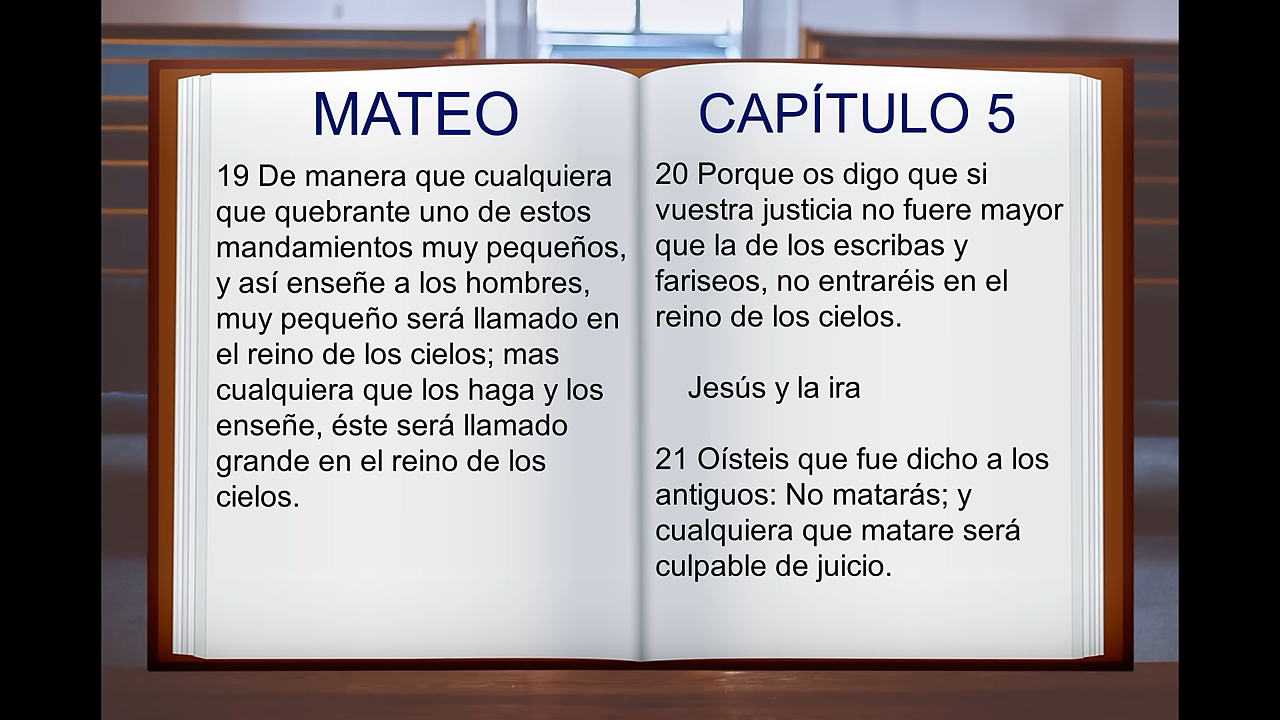 MATEO
19 De manera que cualquiera
que quebrante uno de estos
mandamientos muy pequeños,
y así enseñe a los hombres,
muy pequeño será llamado en
el reino de los cielos; mas
cualquiera que los haga y los
enseñe, éste será llamado
grande en el reino de los
cielos.
CAPÍTULO 5
20 Porque os digo que si
vuestra justicia no fuere mayor
que la de los escribas y
fariseos, no entraréis en el
reino de los cielos.
Jesús y la ira
21 Oísteis que fue dicho a los
antiguos: No matarás; y
cualquiera que matare será
culpable de juicio.